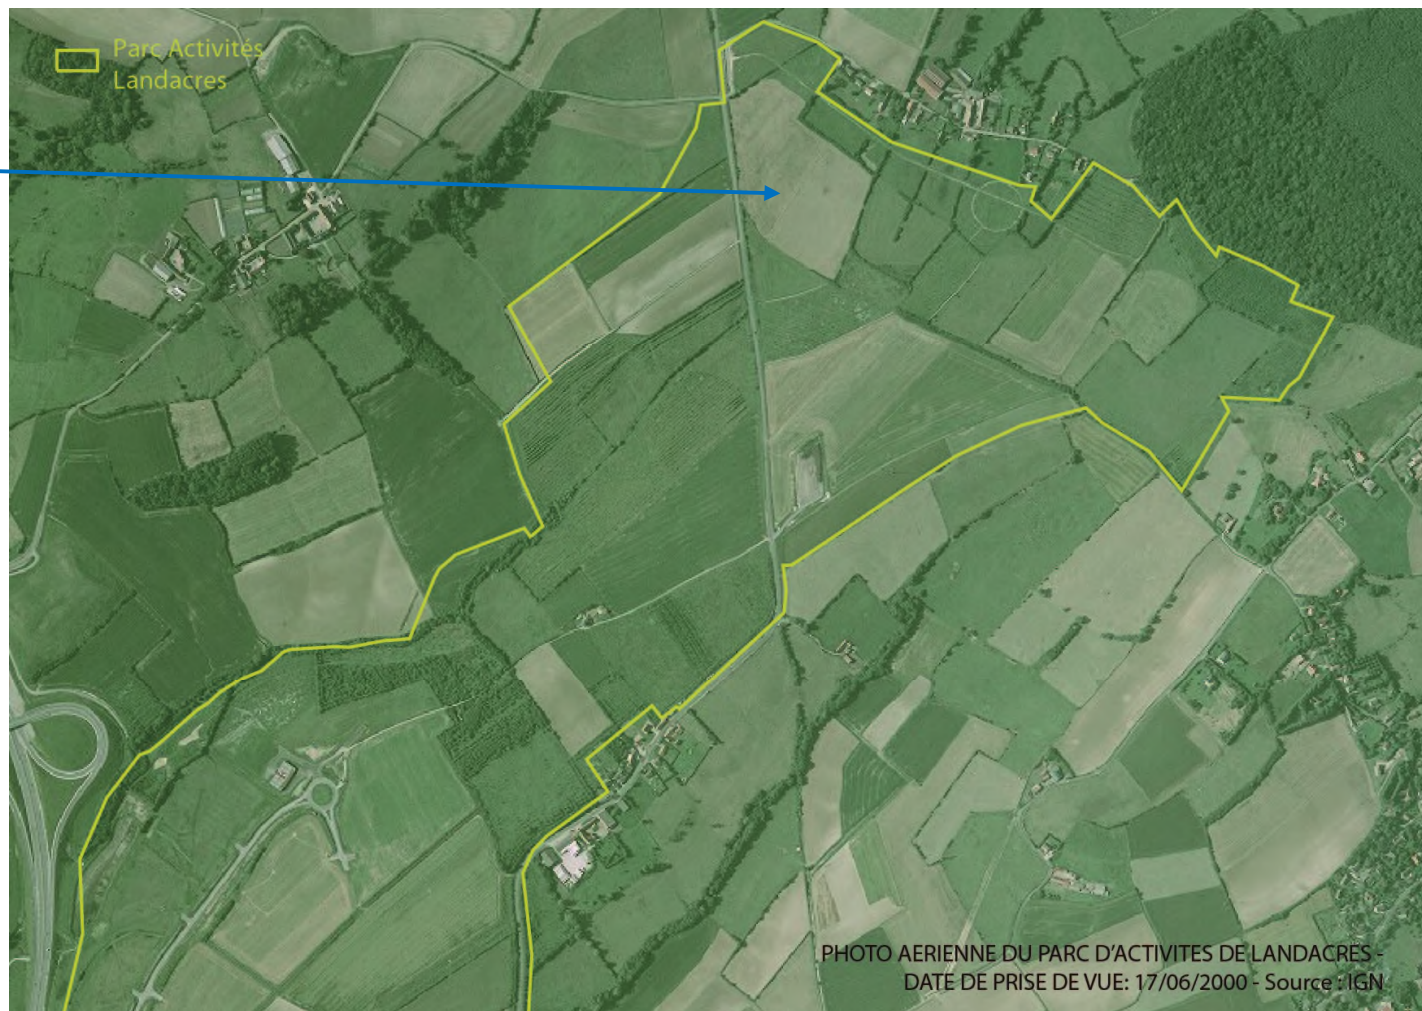 Parc Activités
Landacres
PHOTO AERIENNE DU PARC D'ACTIVITES DE LANDACRES -
DATE DE PRISE DE VUE: 17/06/2000 - Source : IGN